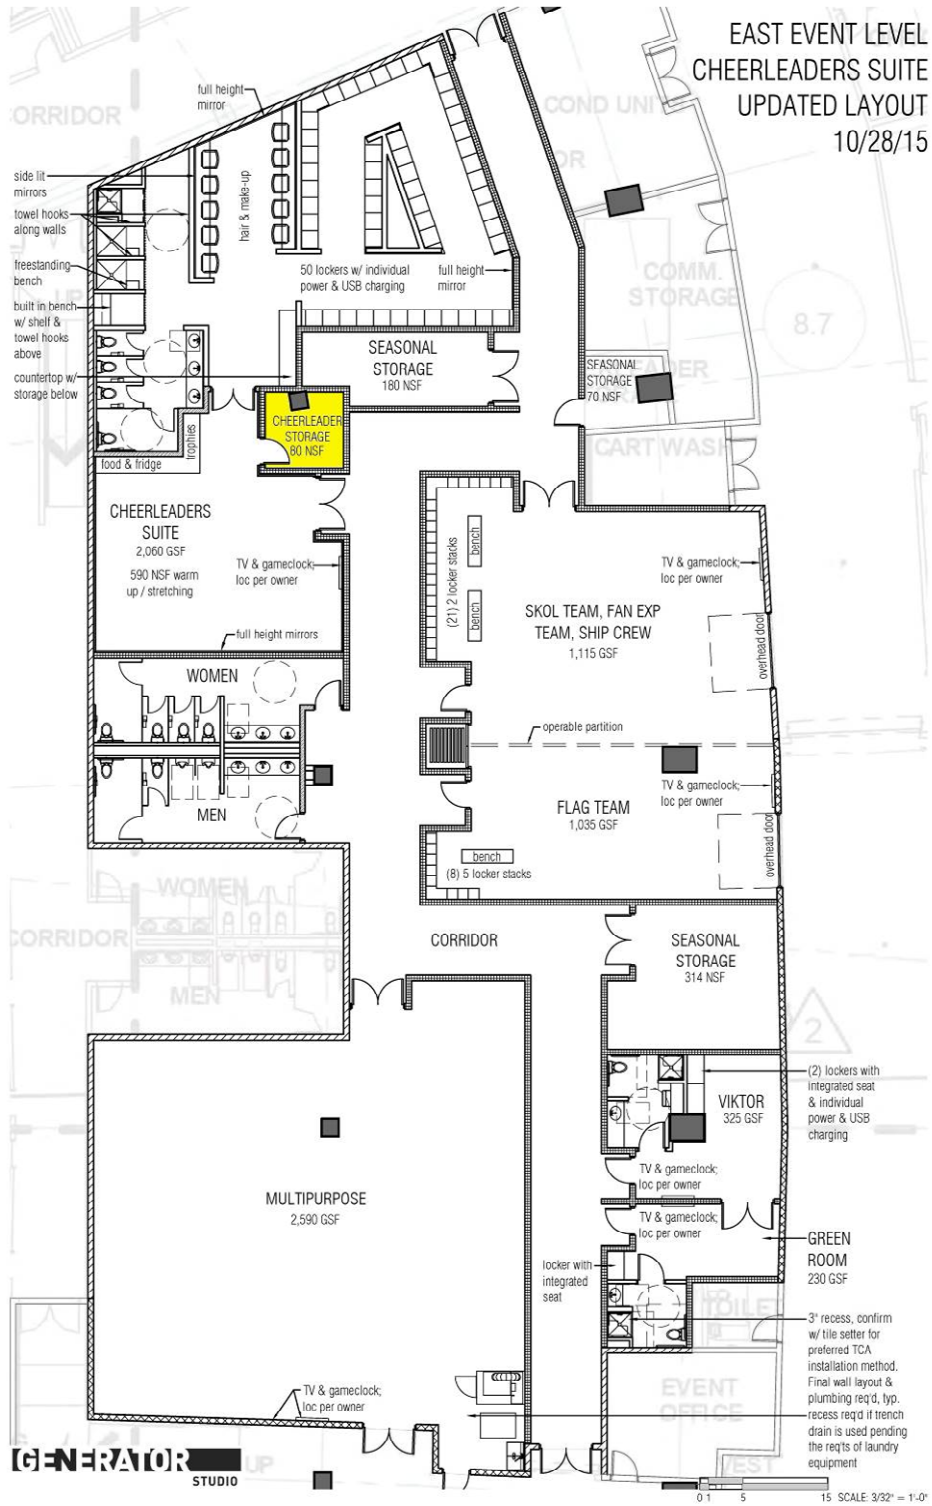 EAST EVENT LEVEL
CHEERLEADERS SUITE
UPDATED LAYOUT
10/28/15
full height
mirror
CORRIDOR
COND UNIT
side lit
mirrors
towel hooks
along walls
freestanding
bench
built in bench
w/ shelf &
towel hooks
above
countertop w/
storage below
hair & make-up
50 lockers w/ individual
power & USB charging
full height
mirror
COMM.
STORAGE
8.7
UP
SEASONAL
STORAGE
180 NSF
SEASONAL
STORAGE
70 NSF
CHEERLEADER
STORAGE
80 NSF
trophies
food & fridge
CART WASH
CHEERLEADERS
SUITE
2,060 GSF
590 NSF warm
up / stretching
TV & gameclock;
loc per owner
full height mirrors
(21) 2 locker stacks
bench
bench
TV & gameclock;
loc per owner
SKOL TEAM, FAN EXP
TEAM, SHIP CREW
1,115 GSF
overhead door
WOMEN
MEN
operable partition
TV & gameclock;
loc per owner
FLAG TEAM
1,035 GSF
overhead door
bench
(8) 5 locker stacks
WOMEN
CORRIDOR
MEN
CORRIDOR
SEASONAL
STORAGE
314 NSF
2
(2) lockers with
integrated seat
& individual
power & USB
charging
VIKTOR
325 GSF
TV & gameclock;
loc per owner
TV & gameclock;
loc per owner
MULTIPURPOSE
2,590 GSF
GREEN
ROOM
230 GSF
locker with
integrated
seat
TOILET
3" recess, confirm
w/ tile setter for
preferred TCA
installation method.
Final wall layout &
plumbing req'd, typ.
recess req'd if trench
drain is used pending
the req'ts of laundry
equipment
EVENT
OFFICE
TV & gameclock;
loc per owner
GENERATOR
STUDIO
UP
VEST
0 1 5 15 SCALE: 3/32" = 1'-0"